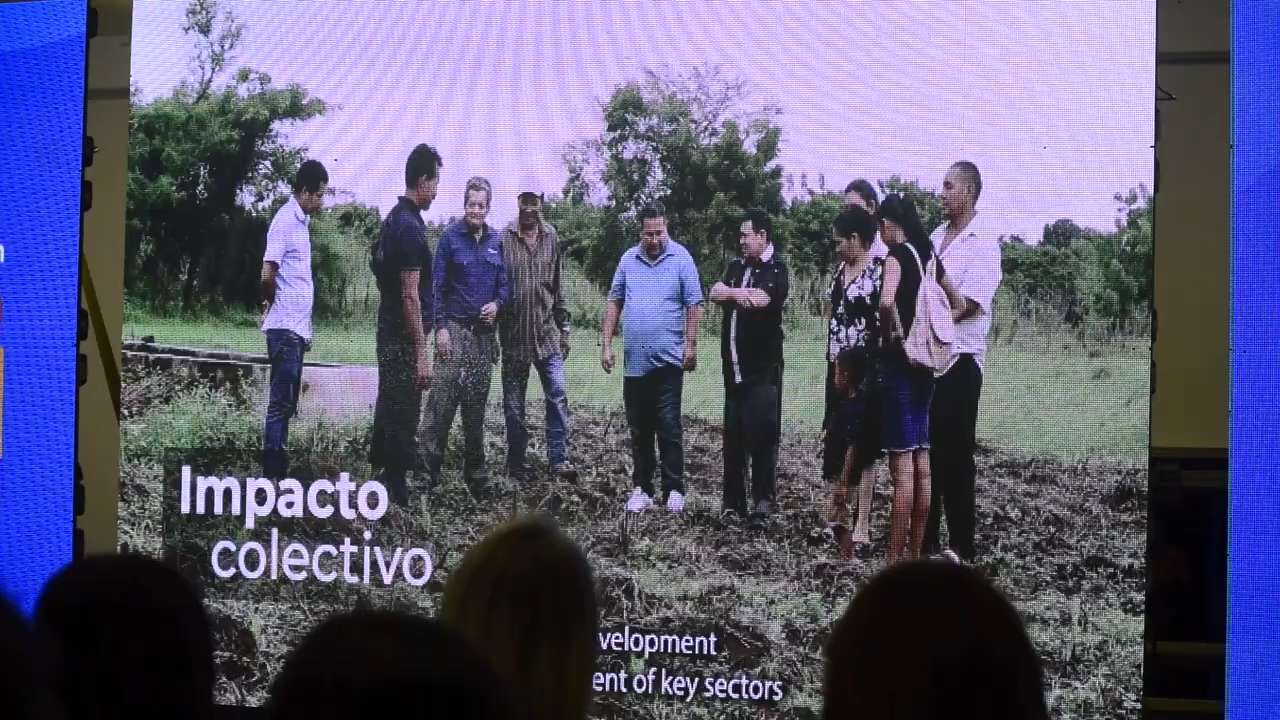 Impacto
colectivo
velopment
ent of key sectors